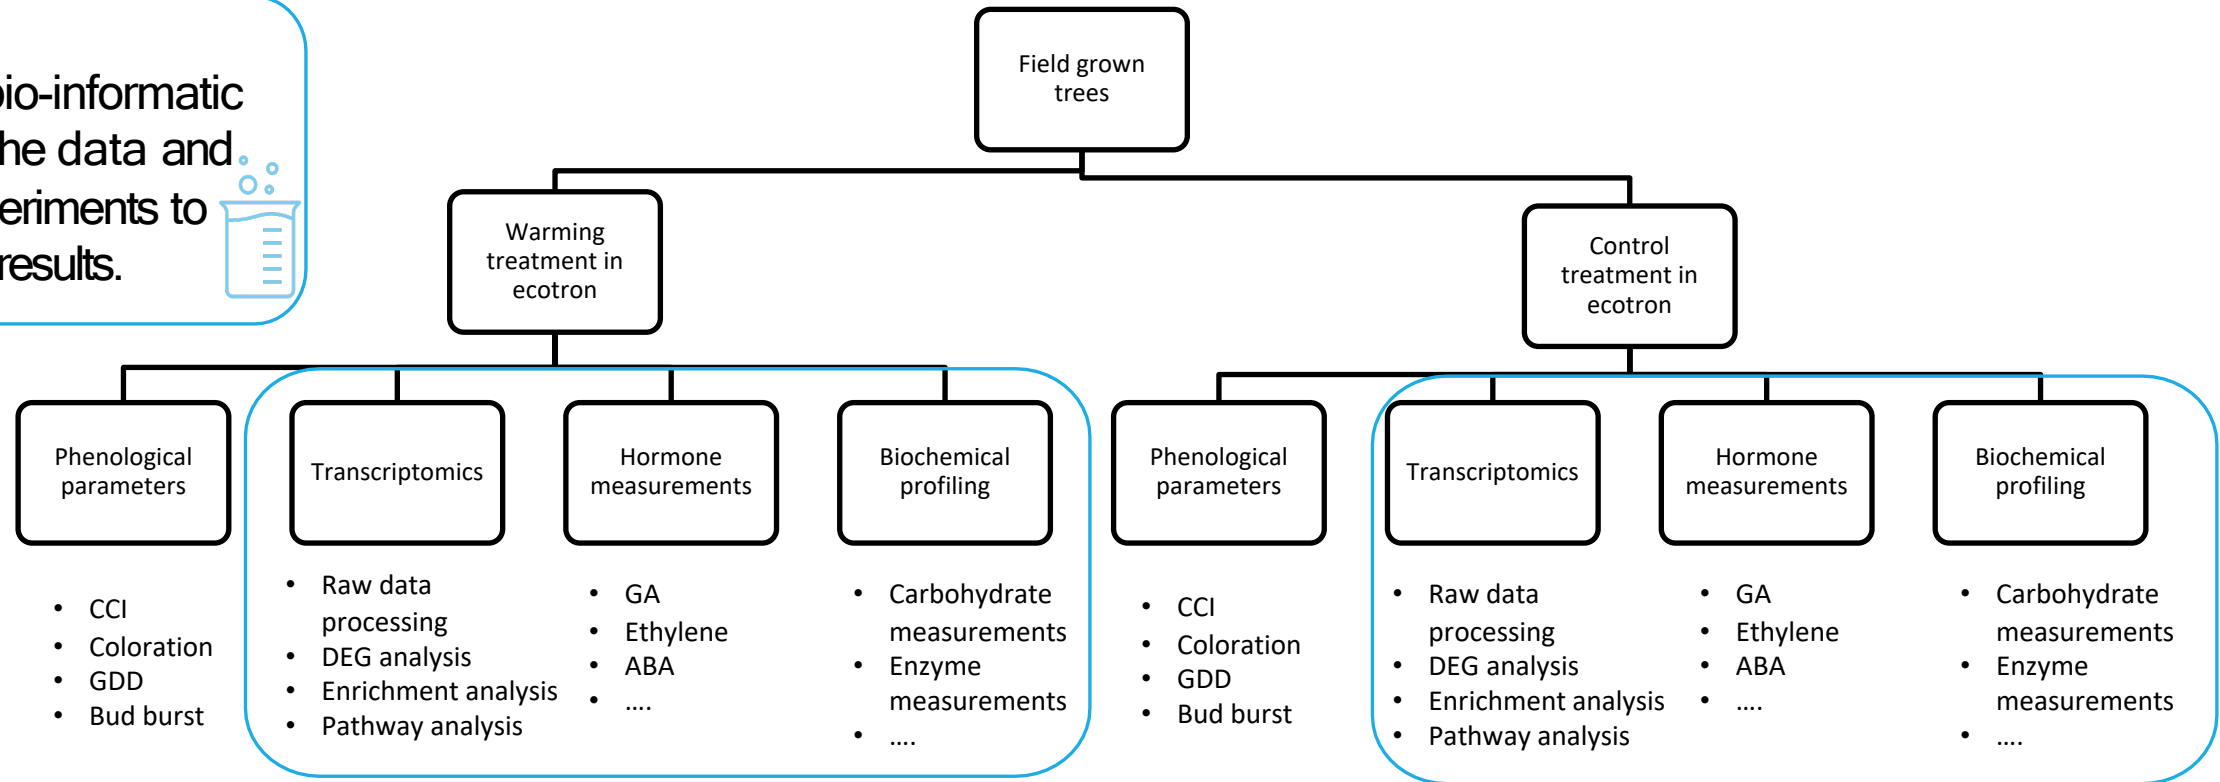 bio-informatic
the data and
eriments to
results.
Field grown
trees
Warming
treatment in
ecotron
Control
treatment in
ecotron
Phenological
parameters
Transcriptomics
Hormone
measurements
Biochemical
profiling
Phenological
parameters
Transcriptomics
Hormone
measurements
Biochemical
profiling
• CCI
• Coloration
• GDD
• Bud burst
• Raw data
processing
• DEG analysis
• Enrichment analysis
• Pathway analysis
• GA
• Ethylene
• ABA
• ....
• Carbohydrate
measurements
• Enzyme
measurements
• ....
• CCI
• Coloration
• GDD
• Bud burst
• Raw data
processing
• DEG analysis
• Enrichment analysis
• Pathway analysis
• GA
• Ethylene
• ABA
• ....
• Carbohydrate
measurements
• Enzyme
measurements
• ....